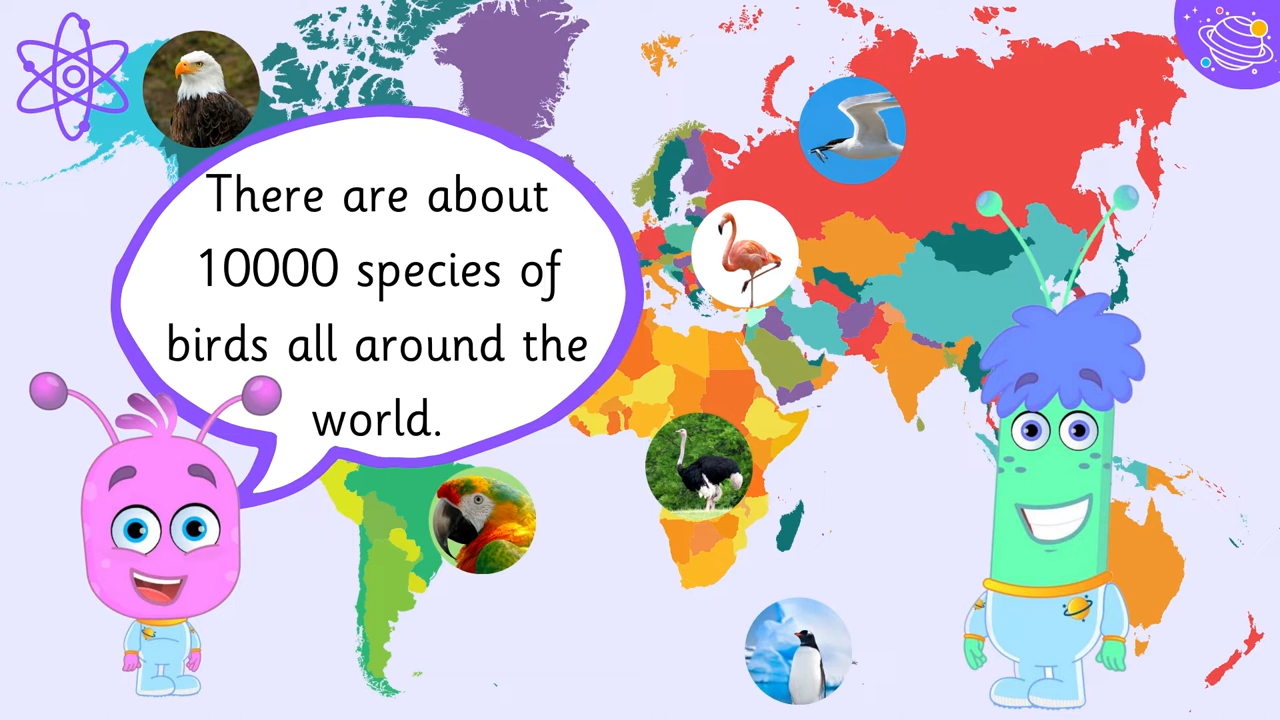 There are about
10000 species of
birds all around the
world.